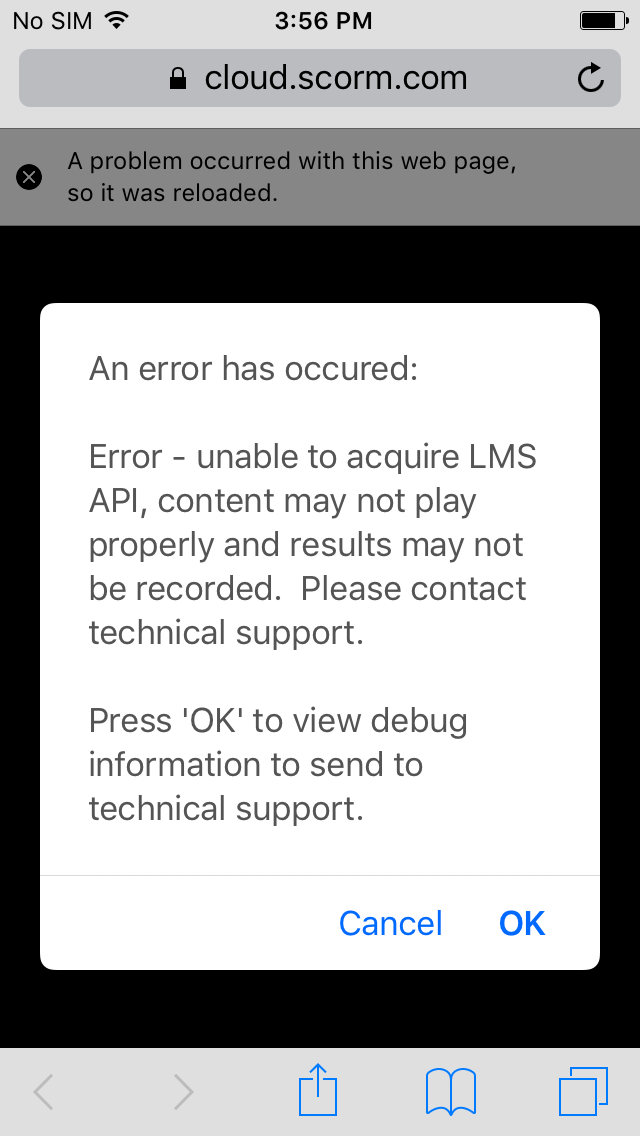 No SIM 3:56 PM
cloud.scorm.com
A problem occurred with this web page,
so it was reloaded.
An error has occured:
Error - unable to acquire LMS
API, content may not play
properly and results may not
be recorded.  Please contact
technical support.
Press 'OK' to view debug
information to send to
technical support.
Cancel OK